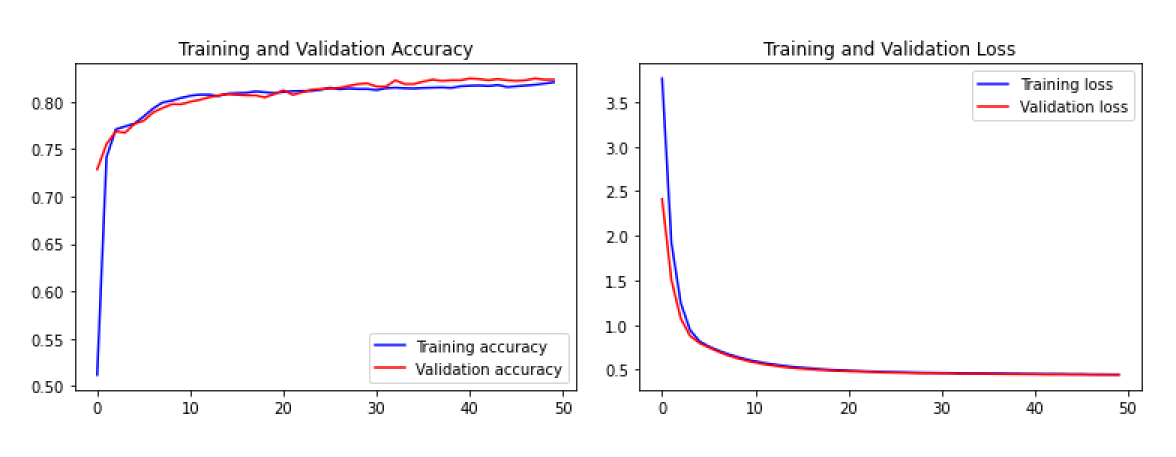 Training and Validation Accuracy
0.80
0.75
0.70
0.65
0.60
0.55
0.50
0 10 20 30 40 50
Training accuracy
Validation accuracy
Training and Validation Loss
3.5
3.0
2.5
2.0
1.5
1.0
0.5
0 10 20 30 40 50
Training loss
Validation loss